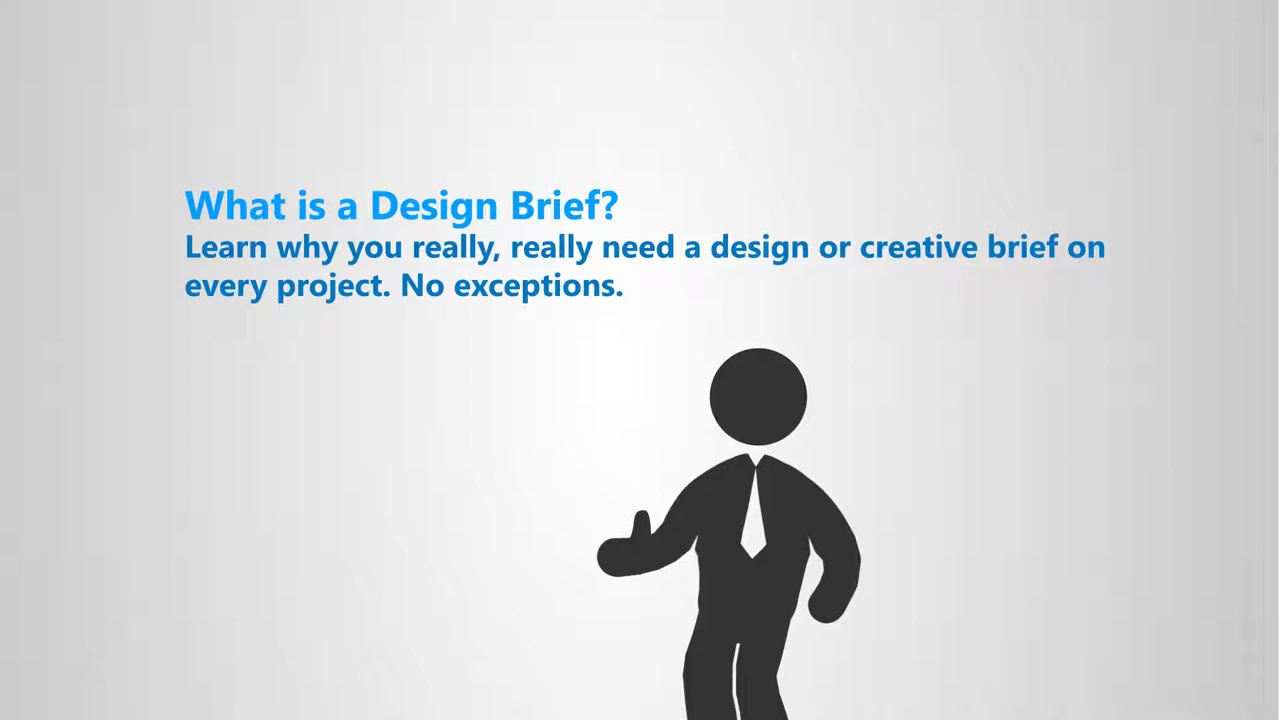 What is a Design Brief?
Learn why you really, really need a design or creative brief on
every project. No exceptions.